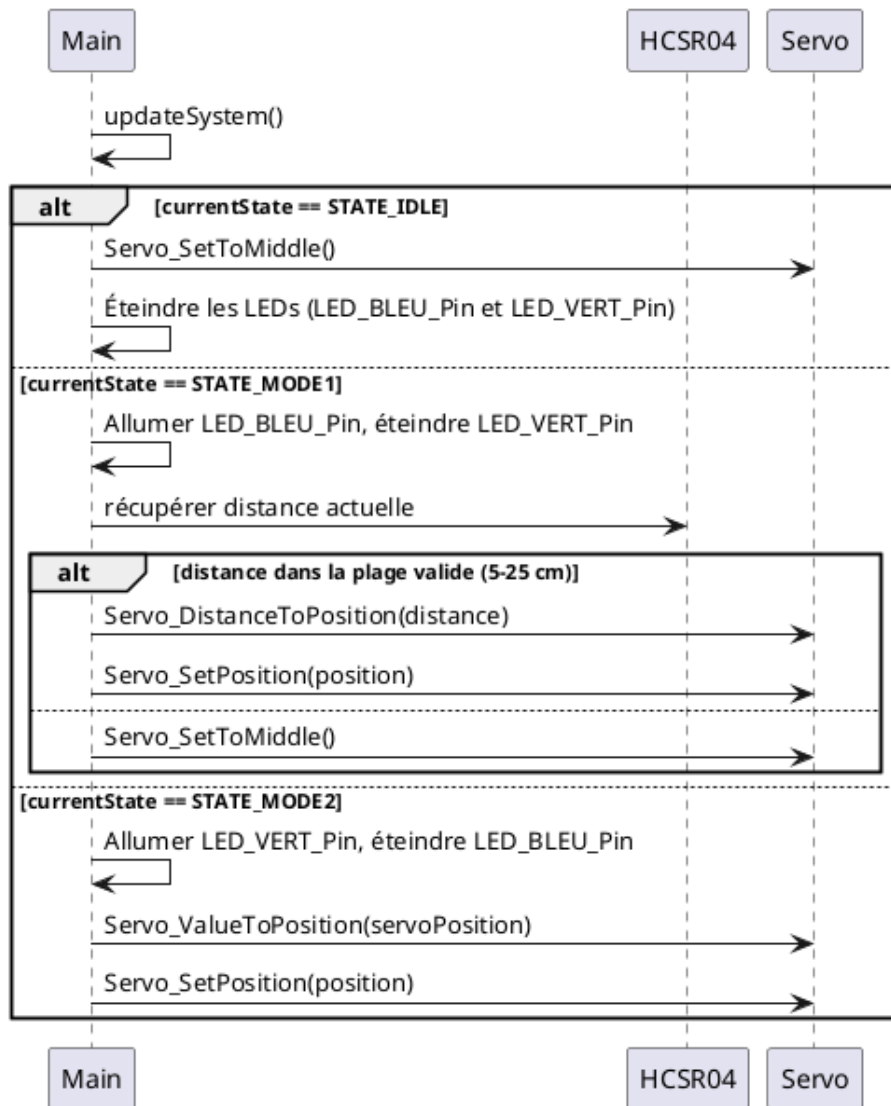 Main HCSR04 Servo
updateSystem()
alt [currentState == STATE_IDLE]
Servo_SetToMiddle()
Éteindre les LEDs (LED_BLEU_Pin et LED_VERT_Pin)
[currentState == STATE_MODE1]
Allumer LED_BLEU_Pin, éteindre LED_VERT_Pin
récupérer distance actuelle
alt [distance dans la plage valide (5-25 cm)]
Servo_DistanceToPosition(distance)
Servo_SetPosition(position)
Servo_SetToMiddle()
[currentState == STATE_MODE2]
Allumer LED_VERT_Pin, éteindre LED_BLEU_Pin
Servo_ValueToPosition(servoPosition)
Servo_SetPosition(position)
Main HCSR04 Servo